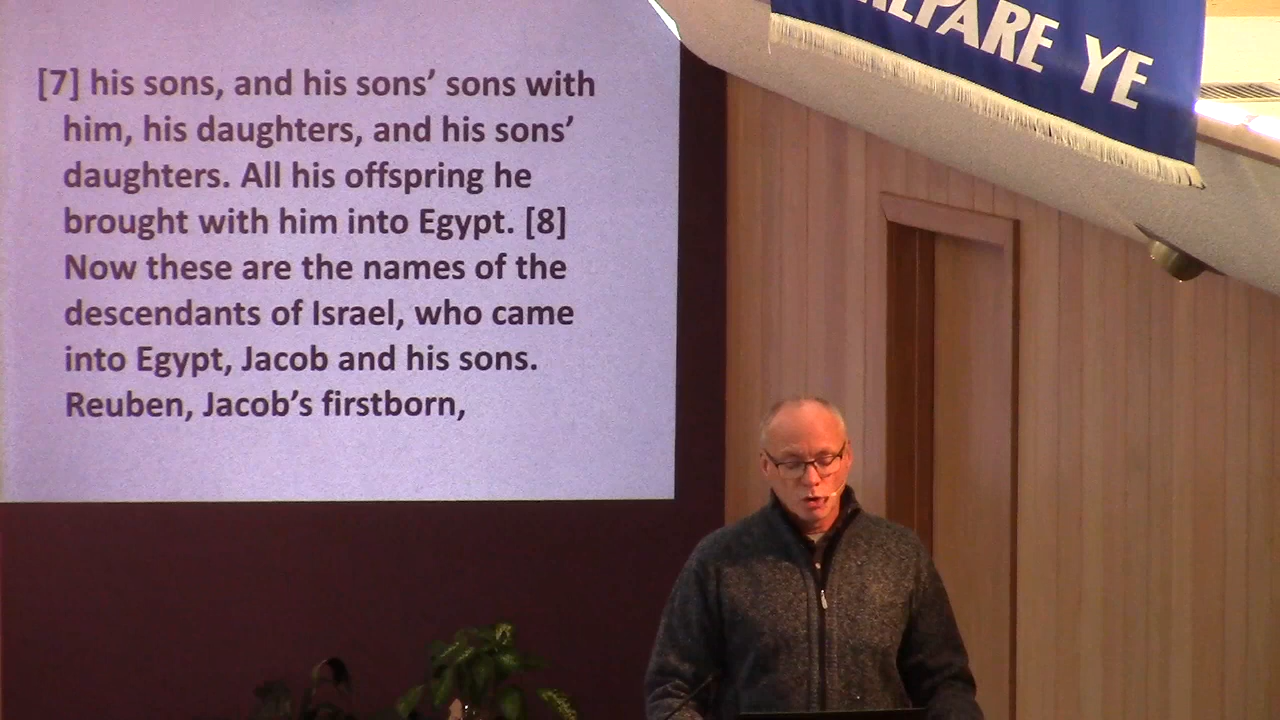 [7] his sons, and his sons’ sons with
him, his daughters, and his sons’
daughters. All his offspring he
brought with him into Egypt. [8]
Now these are the names of the
descendants of Israel, who came
into Egypt, Jacob and his sons.
Reuben, Jacob’s firstborn,
YE